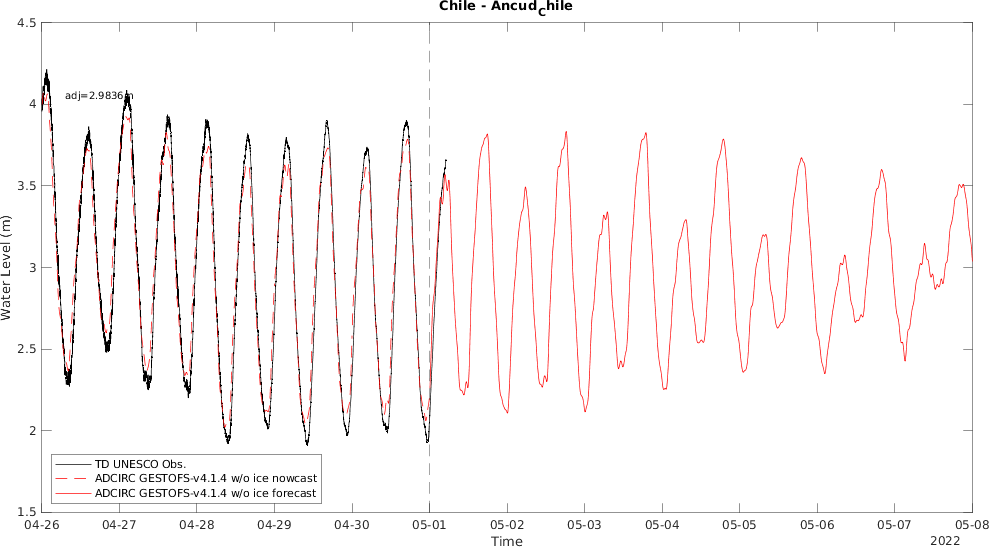 Chile - Ancud_Chile
4.5
4
3.5
3
2.5
2
1.5
Water Level (m)
adj=2.9836 m
TD UNESCO Obs.
ADCIRC GESTOFS-v4.1.4 w/o ice nowcast
ADCIRC GESTOFS-v4.1.4 w/o ice forecast
04-26 04-27 04-28 04-29 04-30 05-01 05-02 05-03 05-04 05-05 05-06 05-07 05-08
Time
2022